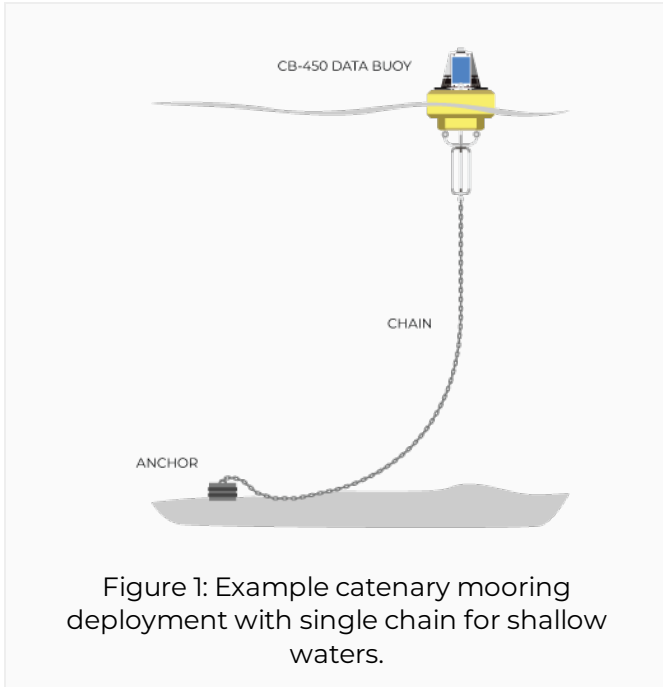 CB-450 DATA BUOY
CHAIN
ANCHOR
Figure 1: Example catenary mooring
deployment with single chain for shallow
waters.